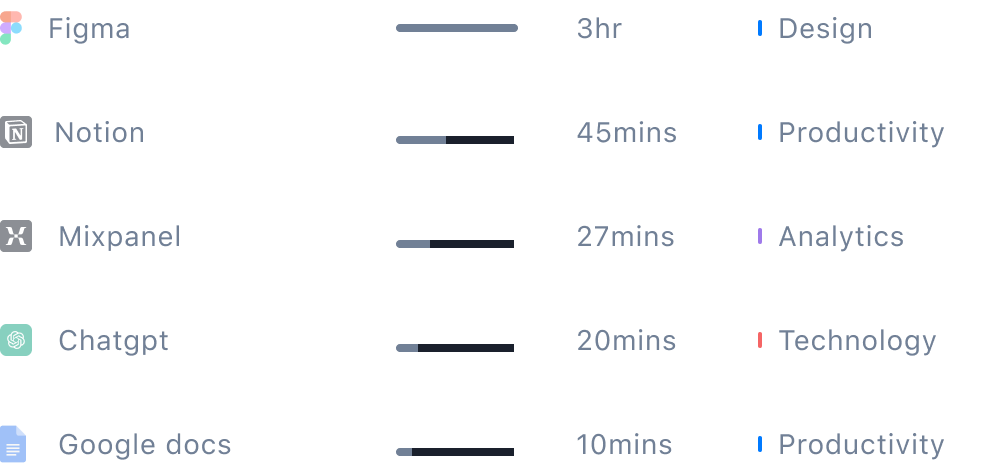 Figma 3hr Design
Notion 45mins Productivity
Mixpanel 27mins Analytics
Chatgpt 20mins Technology
Google docs 10mins Productivity